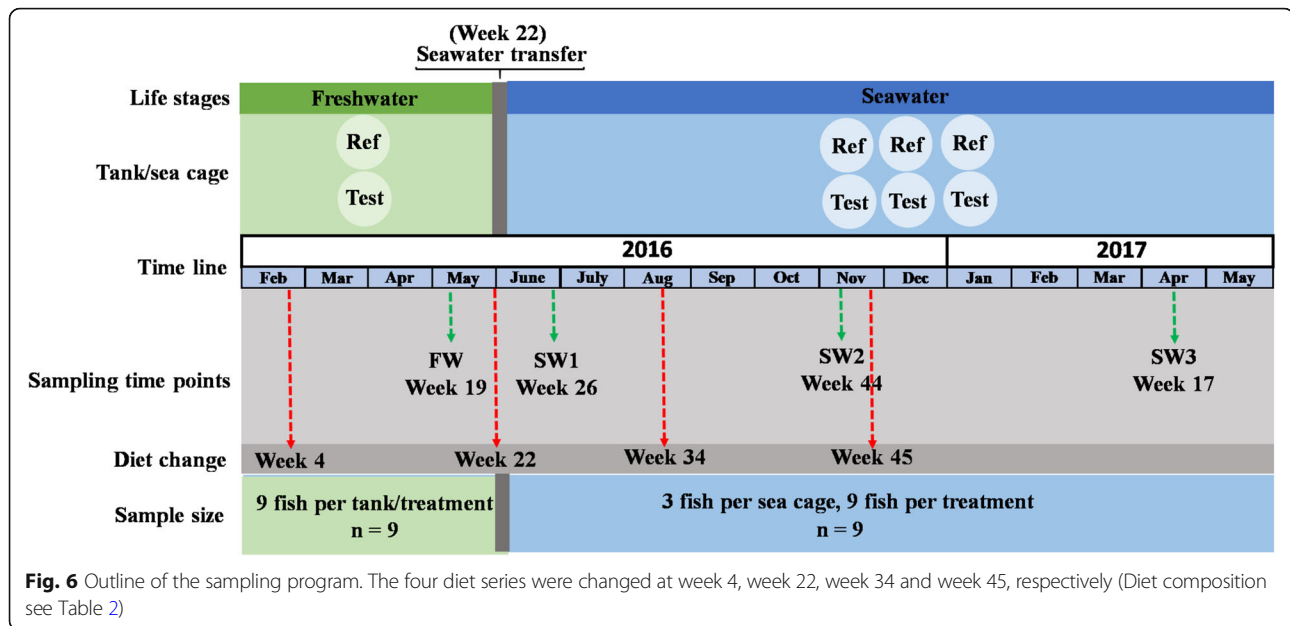 (Week 22)
Seawater transfer
Life stages Freshwater Seawater
Ref Ref Ref Ref
Tank/sea cage
Test Test Test Test
2016 2017
Time line
Feb Mar Apr May June July Aug Sep Oct Nov Dec Jan Feb Mar Apr May
FW SW1 SW2 SW3
Sampling time points Week 19 Week 26 Week 44 Week 17
Diet change Week 4 Week 22 Week 34 Week 45
9 fish per tank/treatment 3 fish per sea cage, 9 fish per treatment
Sample size
n = 9 n = 9
Fig. 6 Outline of the sampling program. The four diet series were changed at week 4, week 22, week 34 and week 45, respectively (Diet composition
see Table 2)